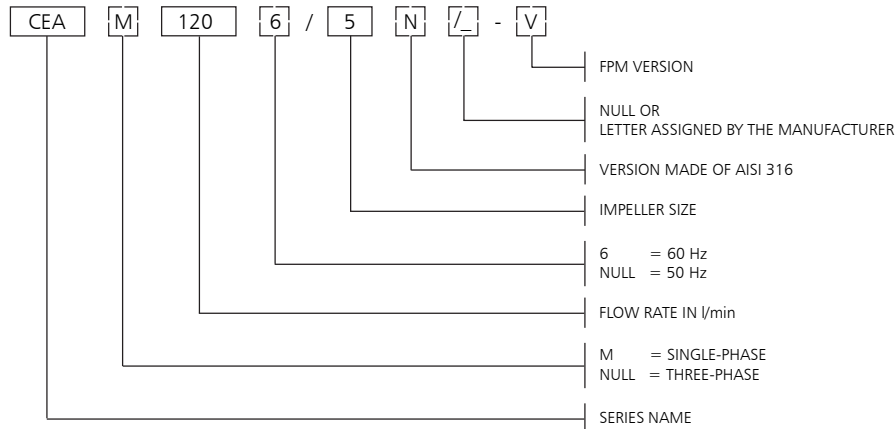 CEA M 120 6 / 5 N /_ - V
FPM VERSION
NULL OR
LETTER ASSIGNED BY THE MANUFACTURER
VERSION MADE OF AISI 316
IMPELLER SIZE
6 = 60 Hz
NULL = 50 Hz
FLOW RATE IN l/min
M = SINGLE-PHASE
NULL = THREE-PHASE
SERIES NAME